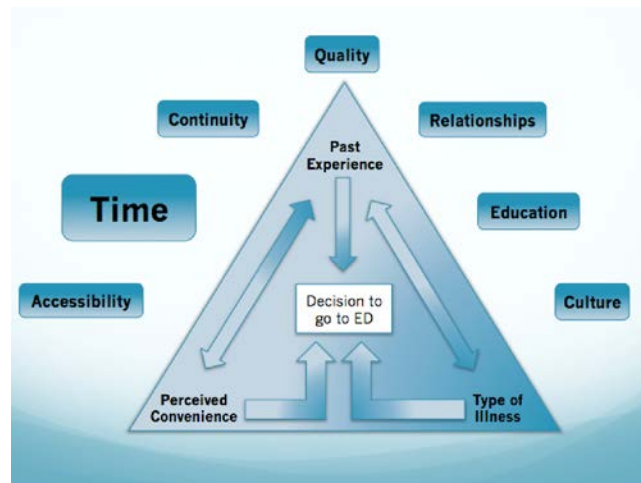 Quality
Continuity
Relationships
Past
Experience
Time
Education
Accessibility
Decision to
go to ED
Culture
Perceived
Convenience
Type of
Illness